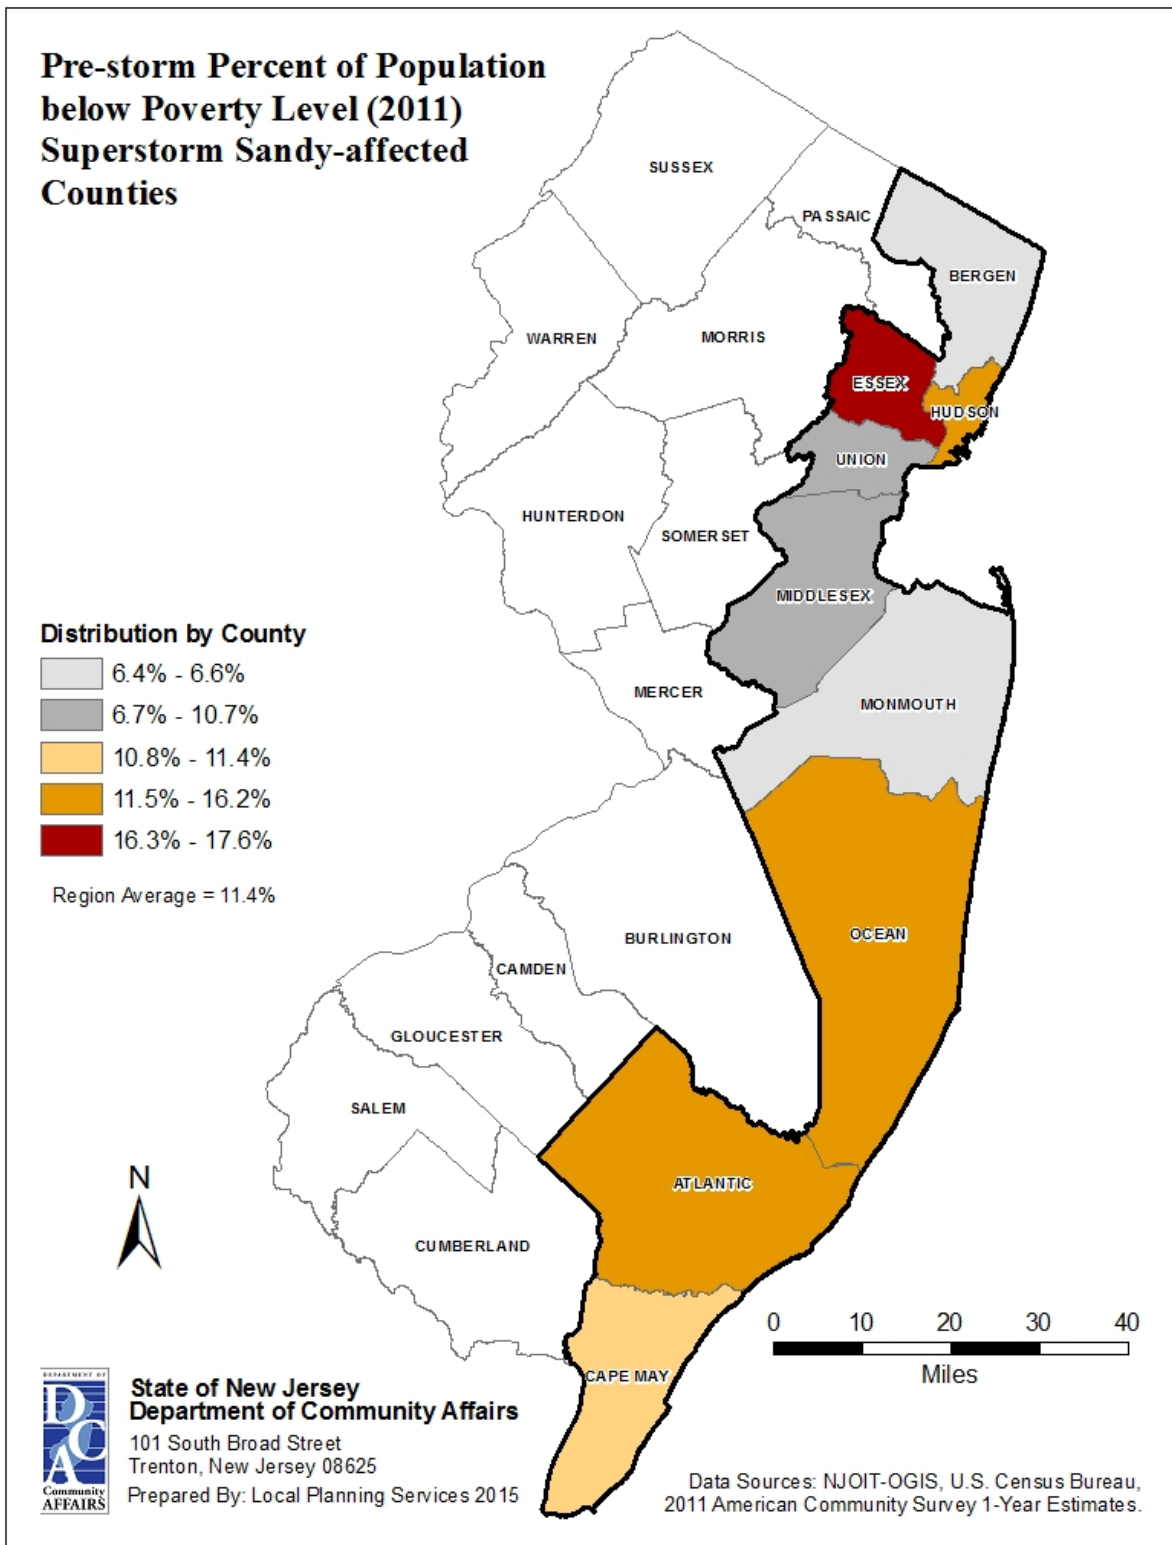 Pre-storm Percent of Population
below Poverty Level (2011)
Superstorm Sandy-affected
Counties
SUSSEX
PASSAIC
BERGEN
WARREN
MORRIS
ESSEX
HUDSON
UNION
HUNTERDON
SOMERSET
MIDDLESEX
MERCER
MONMOUTH
Distribution by County
6.4% - 6.6%
6.7% - 10.7%
10.8% - 11.4%
11.5% - 16.2%
16.3% - 17.6%
Region Average = 11.4%
OCEAN
BURLINGTON
CAMDEN
GLOUCESTER
SALEM
ATLANTIC
CUMBERLAND
CAPE MAY
N
0 10 20 30 40
Miles
DEPARTMENT OF
DCA
Community
AFFAIRS
State of New Jersey
Department of Community Affairs
101 South Broad Street
Trenton, New Jersey 08625
Prepared By: Local Planning Services 2015
Data Sources: NJOIT-OGIS, U.S. Census Bureau,
2011 American Community Survey 1-Year Estimates.